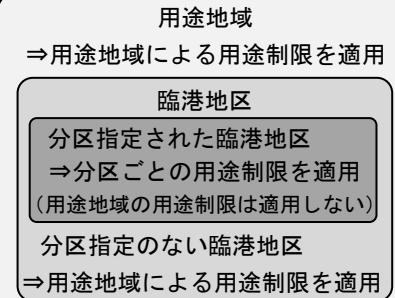 用途地域
⇒用途地域による用途制限を適用
臨港地区
分区指定された臨港地区
⇒分区ごとの用途制限を適用
(用途地域の用途制限は適用しない)
分区指定のない臨港地区
⇒用途地域による用途制限を適用